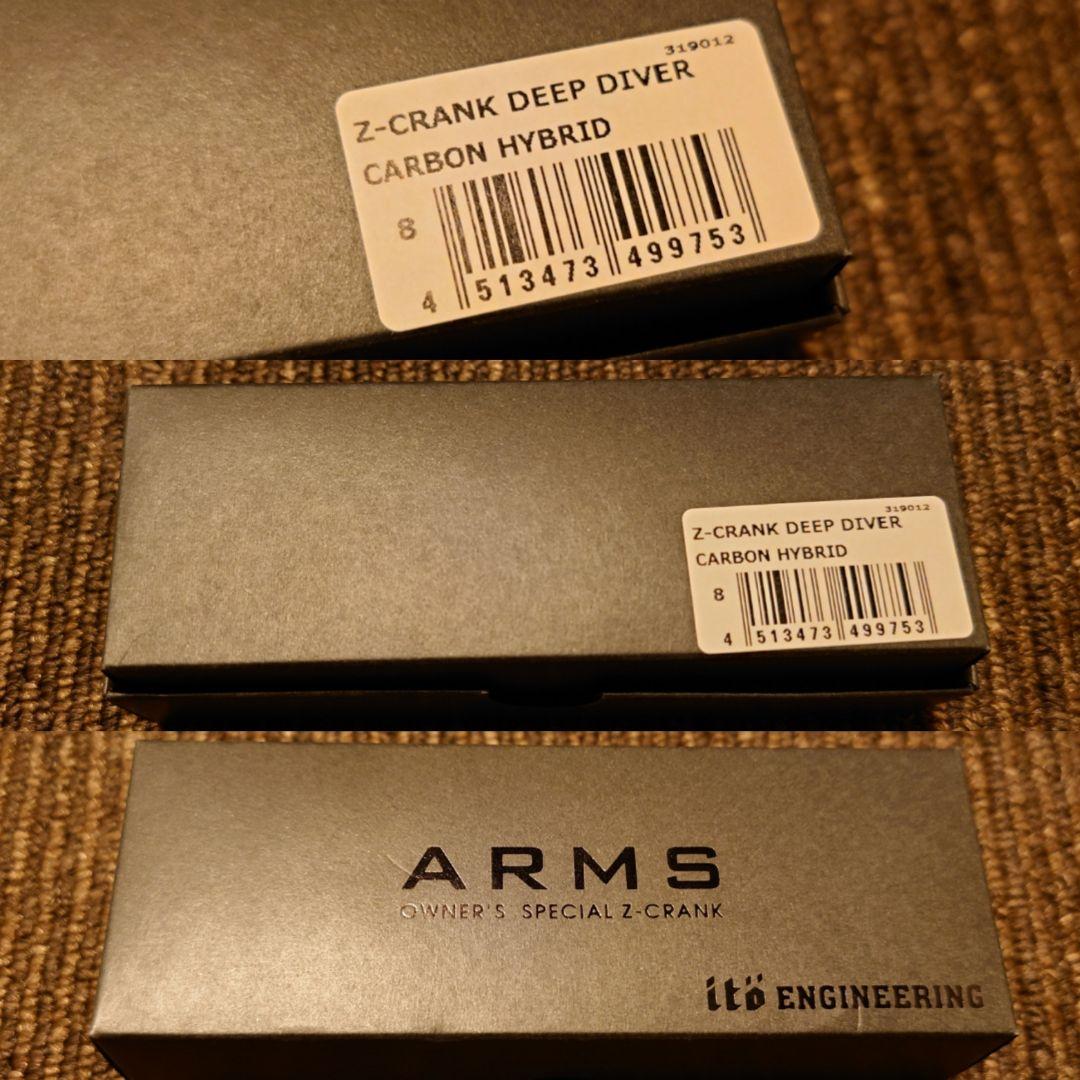 319012
Z-CRANK DEEP DIVER
CARBON HYBRID
8
4 513473 499753
319012
Z-CRANK DEEP DIVER
CARBON HYBRID
8
4 513473 499753
ARMS
OWNER'S SPECIAL Z-CRANK
itö ENGINEERING